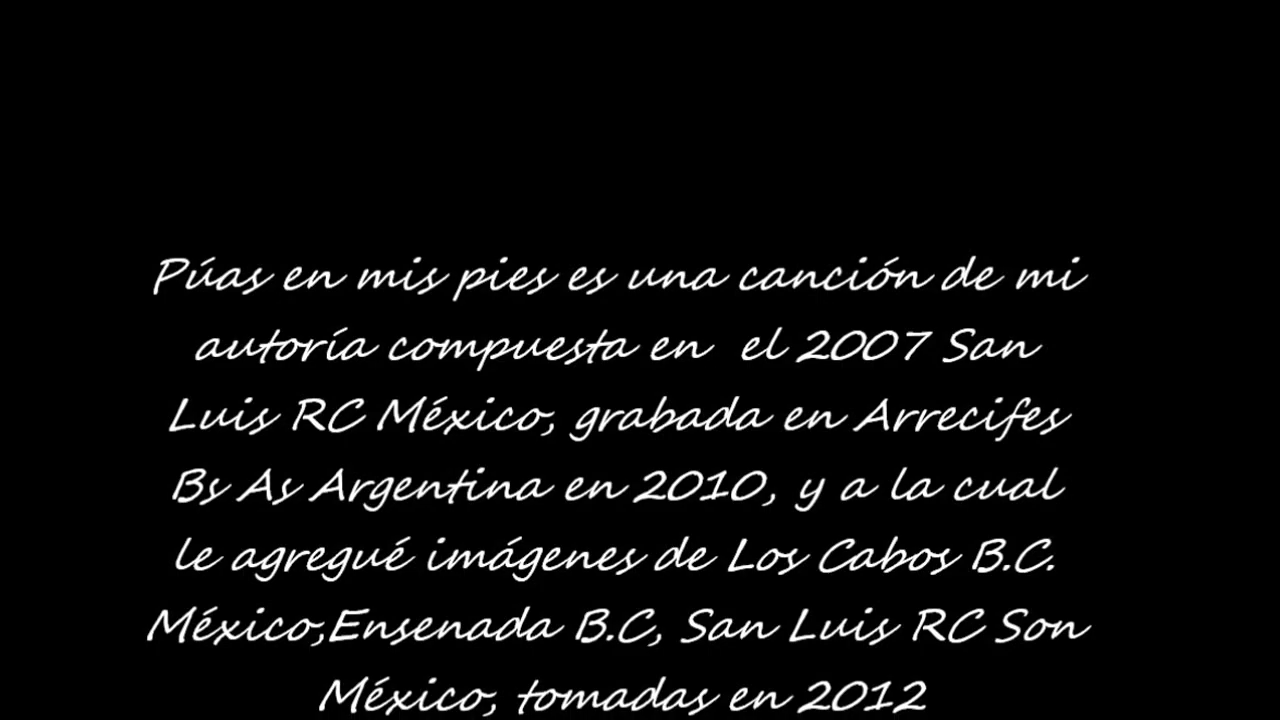 Púas en mis pies es una canción de mi
autoría compuesta en el 2007 San
Luis RC México, grabada en Arrecifes
Bs As Argentina en 2010, y a la cual
le agregué imágenes de Los Cabos B.C.
México,Ensenada B.C, San Luis RC Son
México, tomadas en 2012